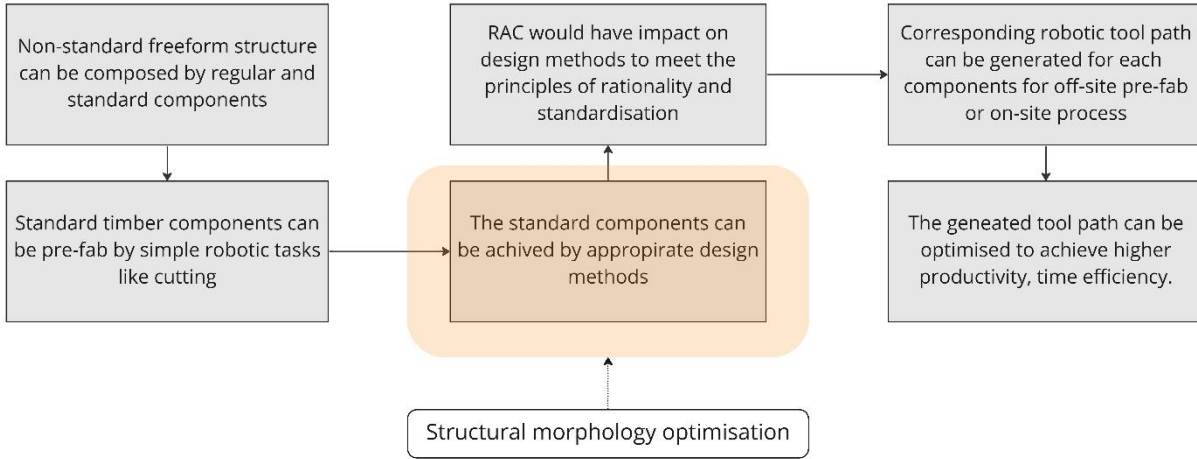 Non-standard freeform structure
can be composed by regular and
standard components
Standard timber components can
be pre-fab by simple robotic tasks
like cutting
RAC would have impact on
design methods to meet the
principles of rationality and
standardisation
The standard components can
be achived by appropirate design
methods
Structural morphology optimisation
Corresponding robotic tool path
can be generated for each
components for off-site pre-fab
or on-site process
The geneated tool path can be
optimised to achieve higher
productivity, time efficiency.